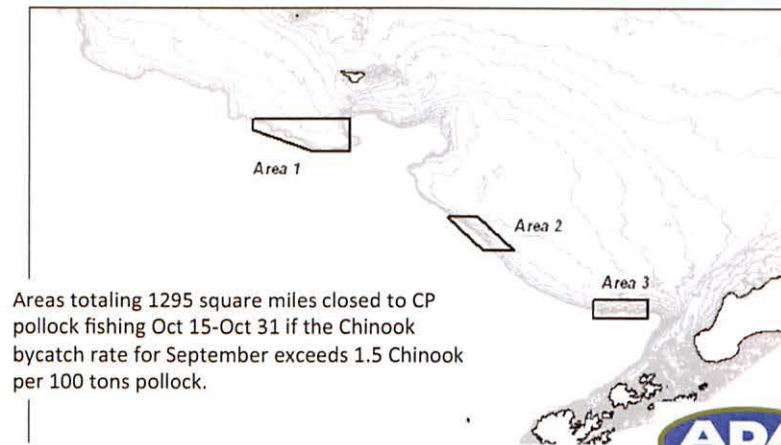 Area 1
Area 2
Area 3
Areas totaling 1295 square miles closed to CP
pollock fishing Oct 15-Oct 31 if the Chinook
bycatch rate for September exceeds 1.5 Chinook
per 100 tons pollock.